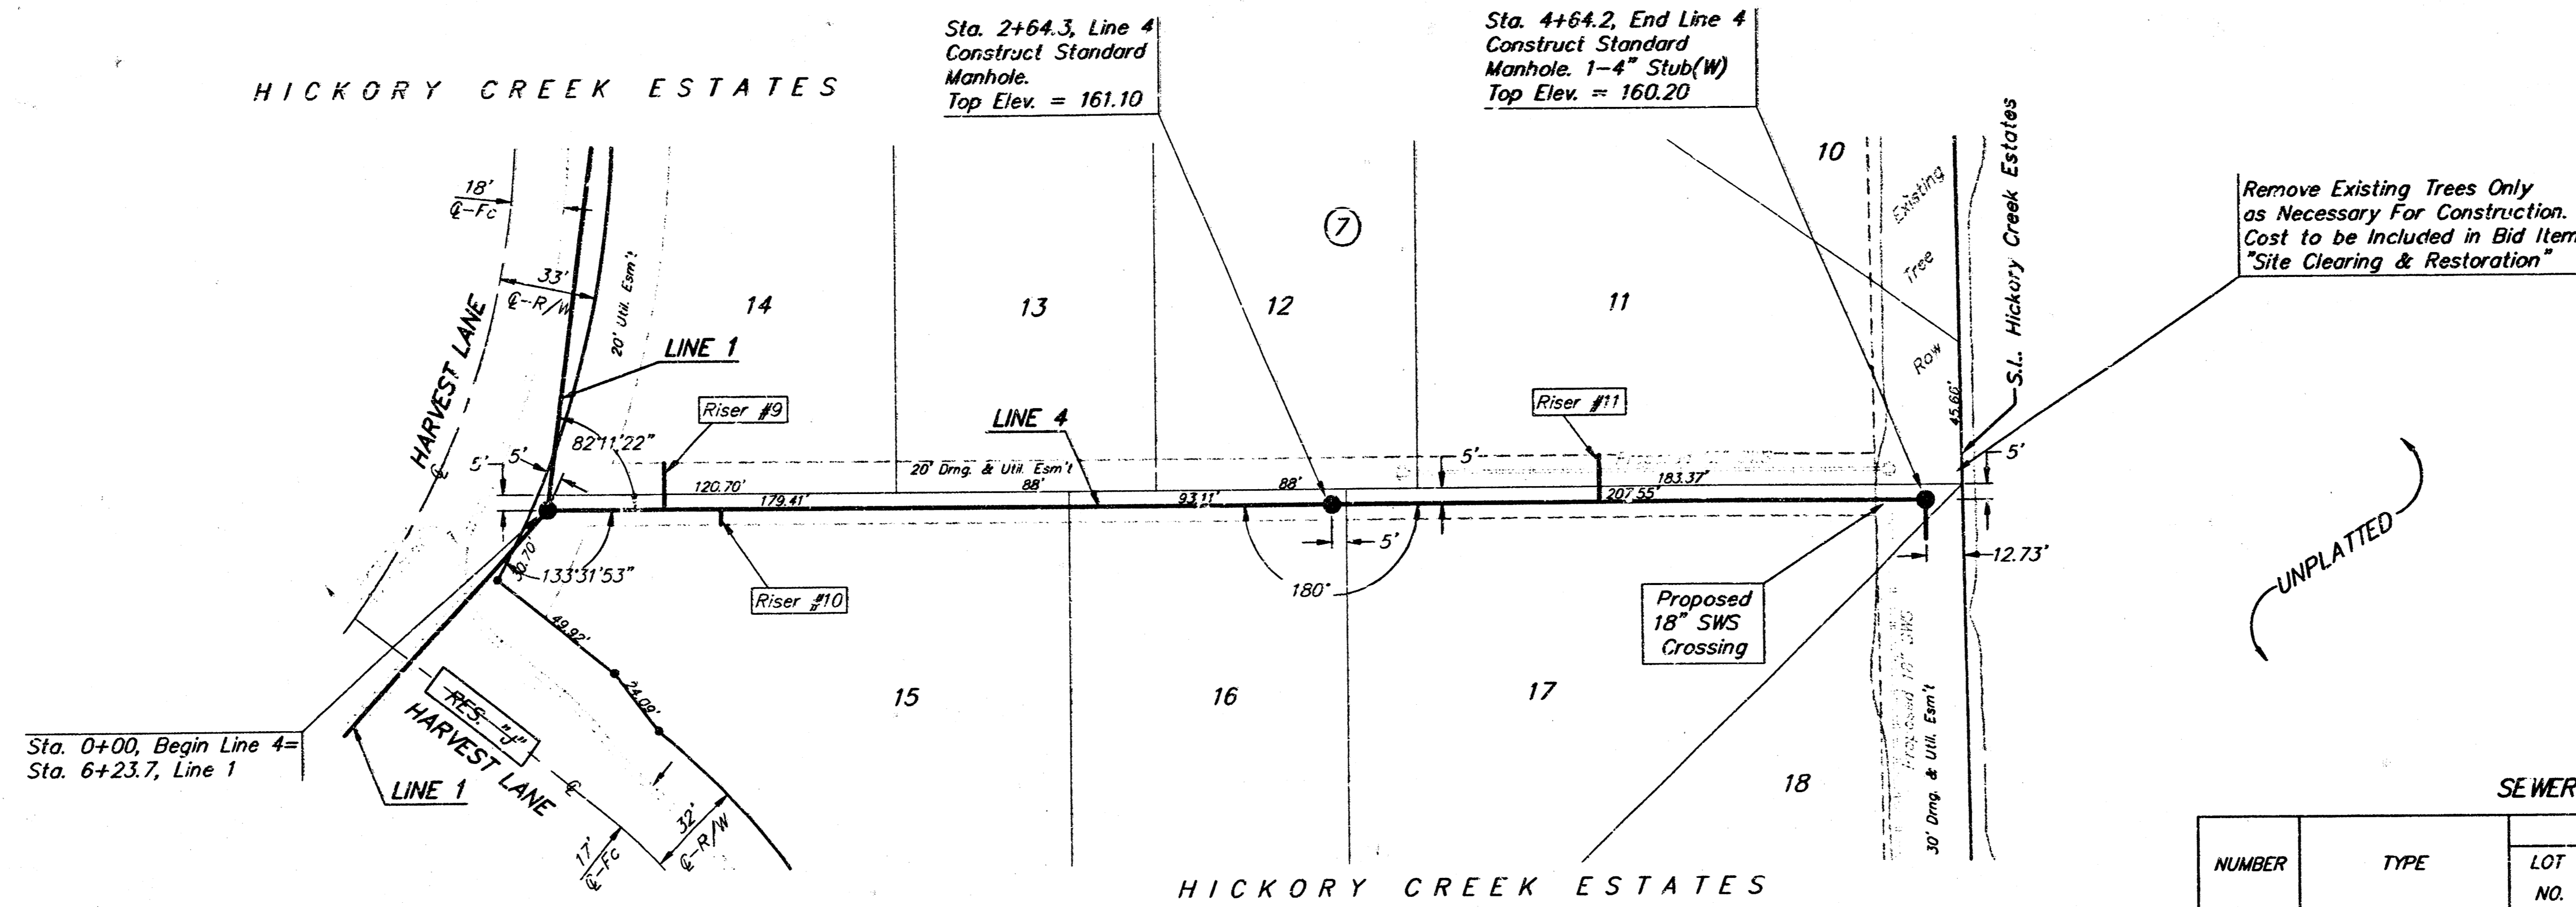 HICKORY CREEK ESTATES
Sta. 2+64.3, Line 4
Construct Standard
Manhole.
Top Elev. = 161.10
Sta. 4+64.2, End Line 4
Construct Standard
Manhole. 1-4" Stub(W)
Top Elev. = 160.20
Remove Existing Trees Only
as Necessary For Construction.
Cost to be Included in Bid Item
"Site Clearing & Restoration"
S.L. Hickory Creek Estates
10
Existing
Tree
Row
45.60'
18'
℄-Fc
33'
℄-R/W
20' Util. Esm't
HARVEST LANE
℄
LINE 1
14
13
12
7
11
Riser #9
Riser #11
LINE 4
82°11'22"
5'
5'
20' Drng. & Util. Esm't
5'
5'
120.70'
88'
88'
183.37'
179.41'
93.11'
207.55'
30.70'
133°31'53"
Riser #10
180°
5'
12.73'
UNPLATTED
Proposed
18" SWS
Crossing
49.92'
24.09'
RES. "J"
HARVEST LANE
℄
15
16
17
18
Proposed 18" SWS
30' Drng. & Util. Esm't
Sta. 0+00, Begin Line 4=
Sta. 6+23.7, Line 1
LINE 1
17'
℄-Fc
32'
℄-R/W
HICKORY CREEK ESTATES
SEWER
NUMBER
TYPE
LOT
NO.